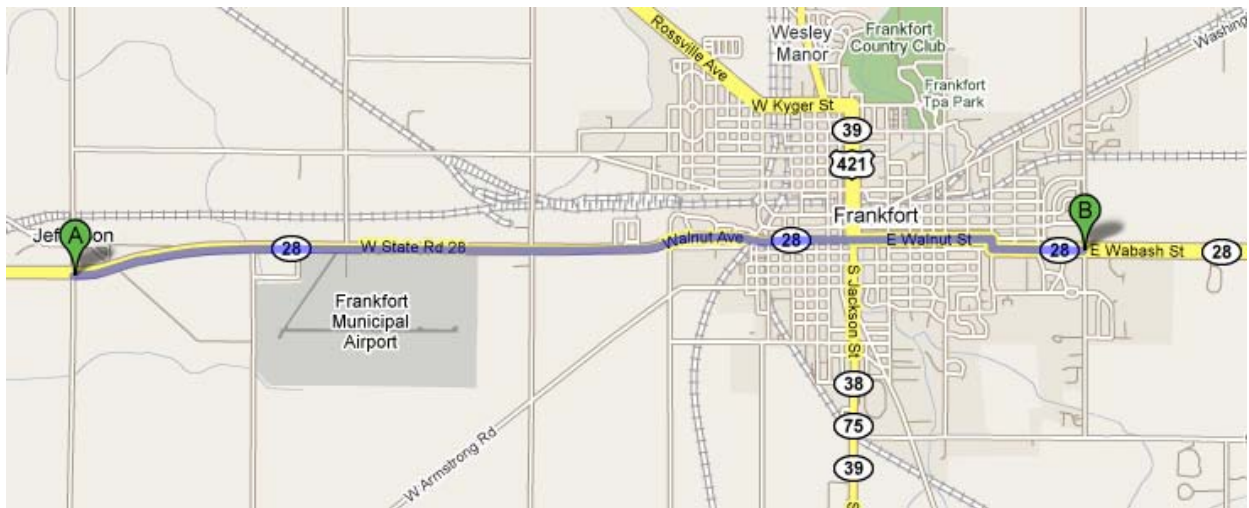 Rossville Ave
Wesley
Manor
Frankfort
Country Club
Washing
Frankfort
Tpa Park
W Kyger St
39
421
B
A
Frankfort
28
W State Rd 28
Walnut Ave
28
E Walnut St
28
E Wabash St
28
S Jackson St
Frankfort
Municipal
Airport
38
75
W Armstrong Rd
39
S